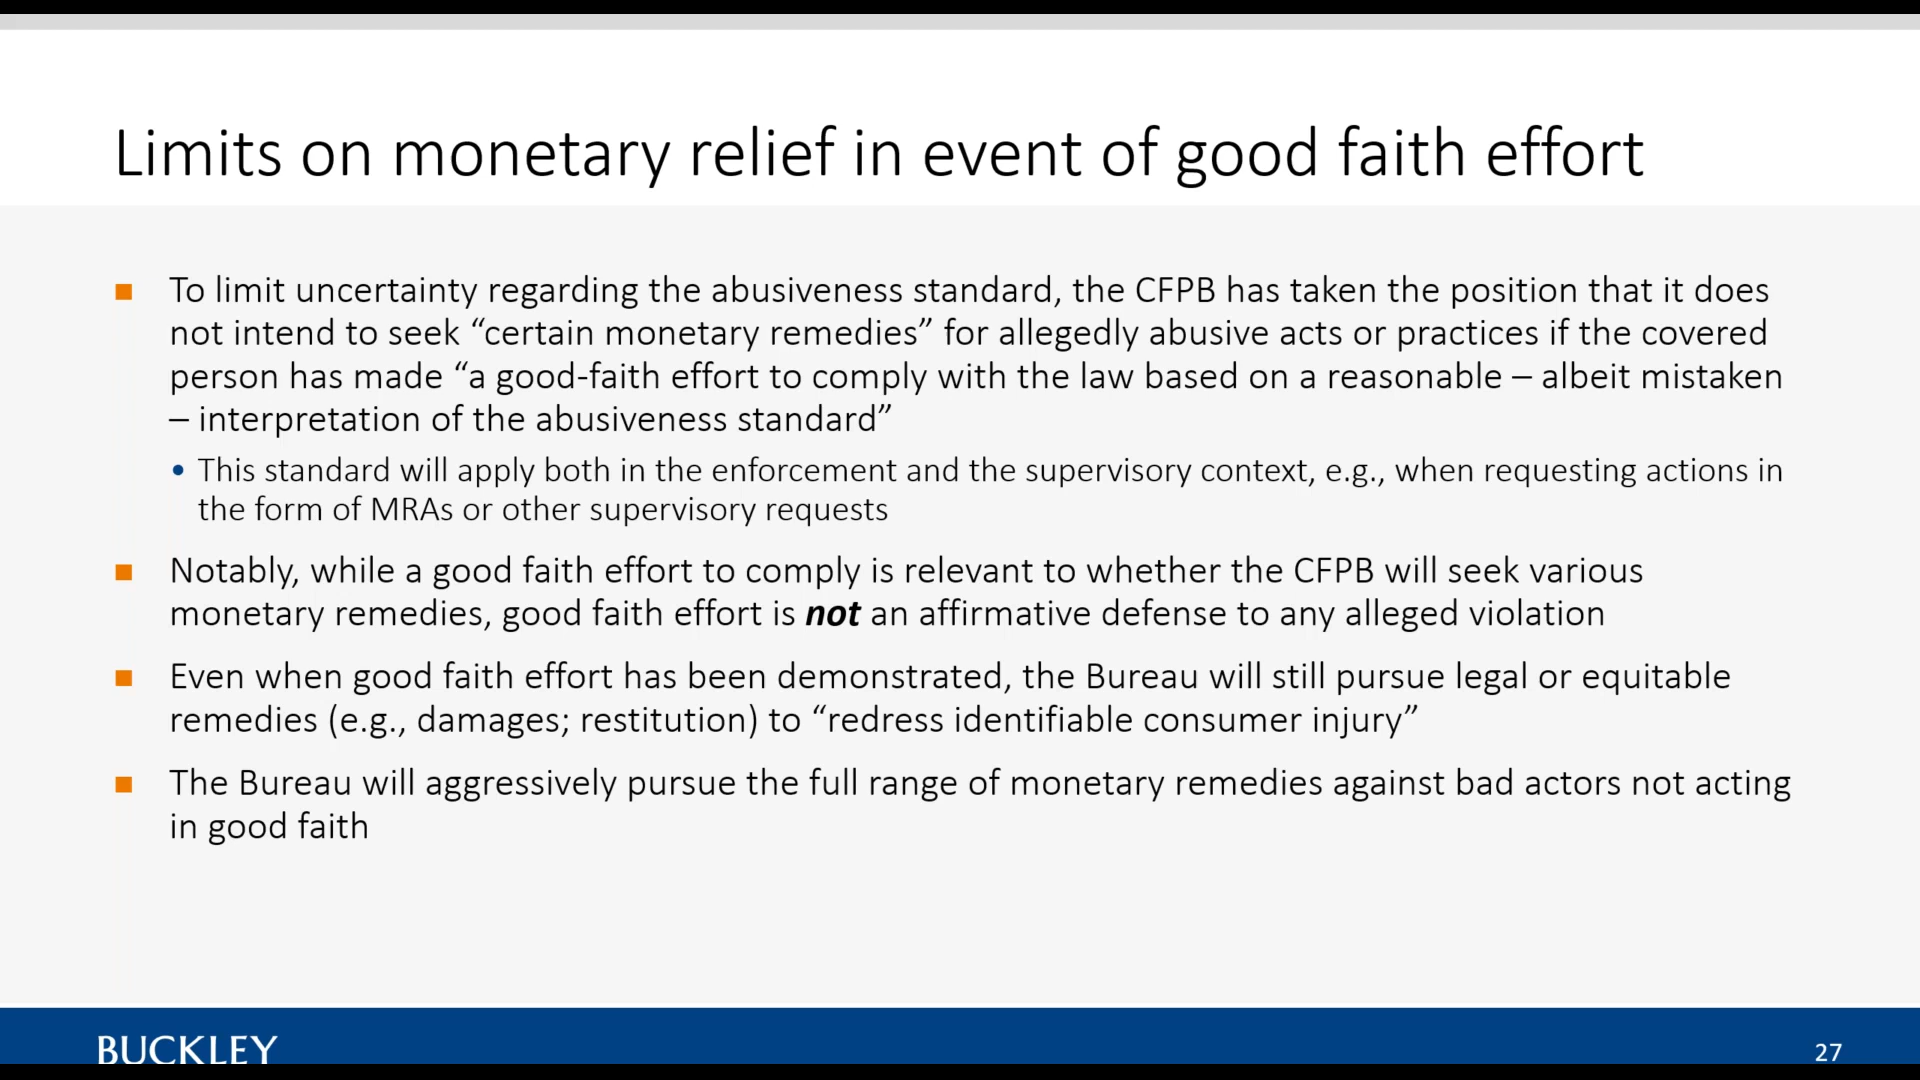 Limits on monetary relief in event of good faith effort
To limit uncertainty regarding the abusiveness standard, the CFPB has taken the position that it does
not intend to seek “certain monetary remedies” for allegedly abusive acts or practices if the covered
person has made “a good-faith effort to comply with the law based on a reasonable – albeit mistaken
– interpretation of the abusiveness standard”
• This standard will apply both in the enforcement and the supervisory context, e.g., when requesting actions in
the form of MRAs or other supervisory requests
Notably, while a good faith effort to comply is relevant to whether the CFPB will seek various
monetary remedies, good faith effort is not an affirmative defense to any alleged violation
Even when good faith effort has been demonstrated, the Bureau will still pursue legal or equitable
remedies (e.g., damages; restitution) to “redress identifiable consumer injury”
The Bureau will aggressively pursue the full range of monetary remedies against bad actors not acting
in good faith
BUCKLEY
27